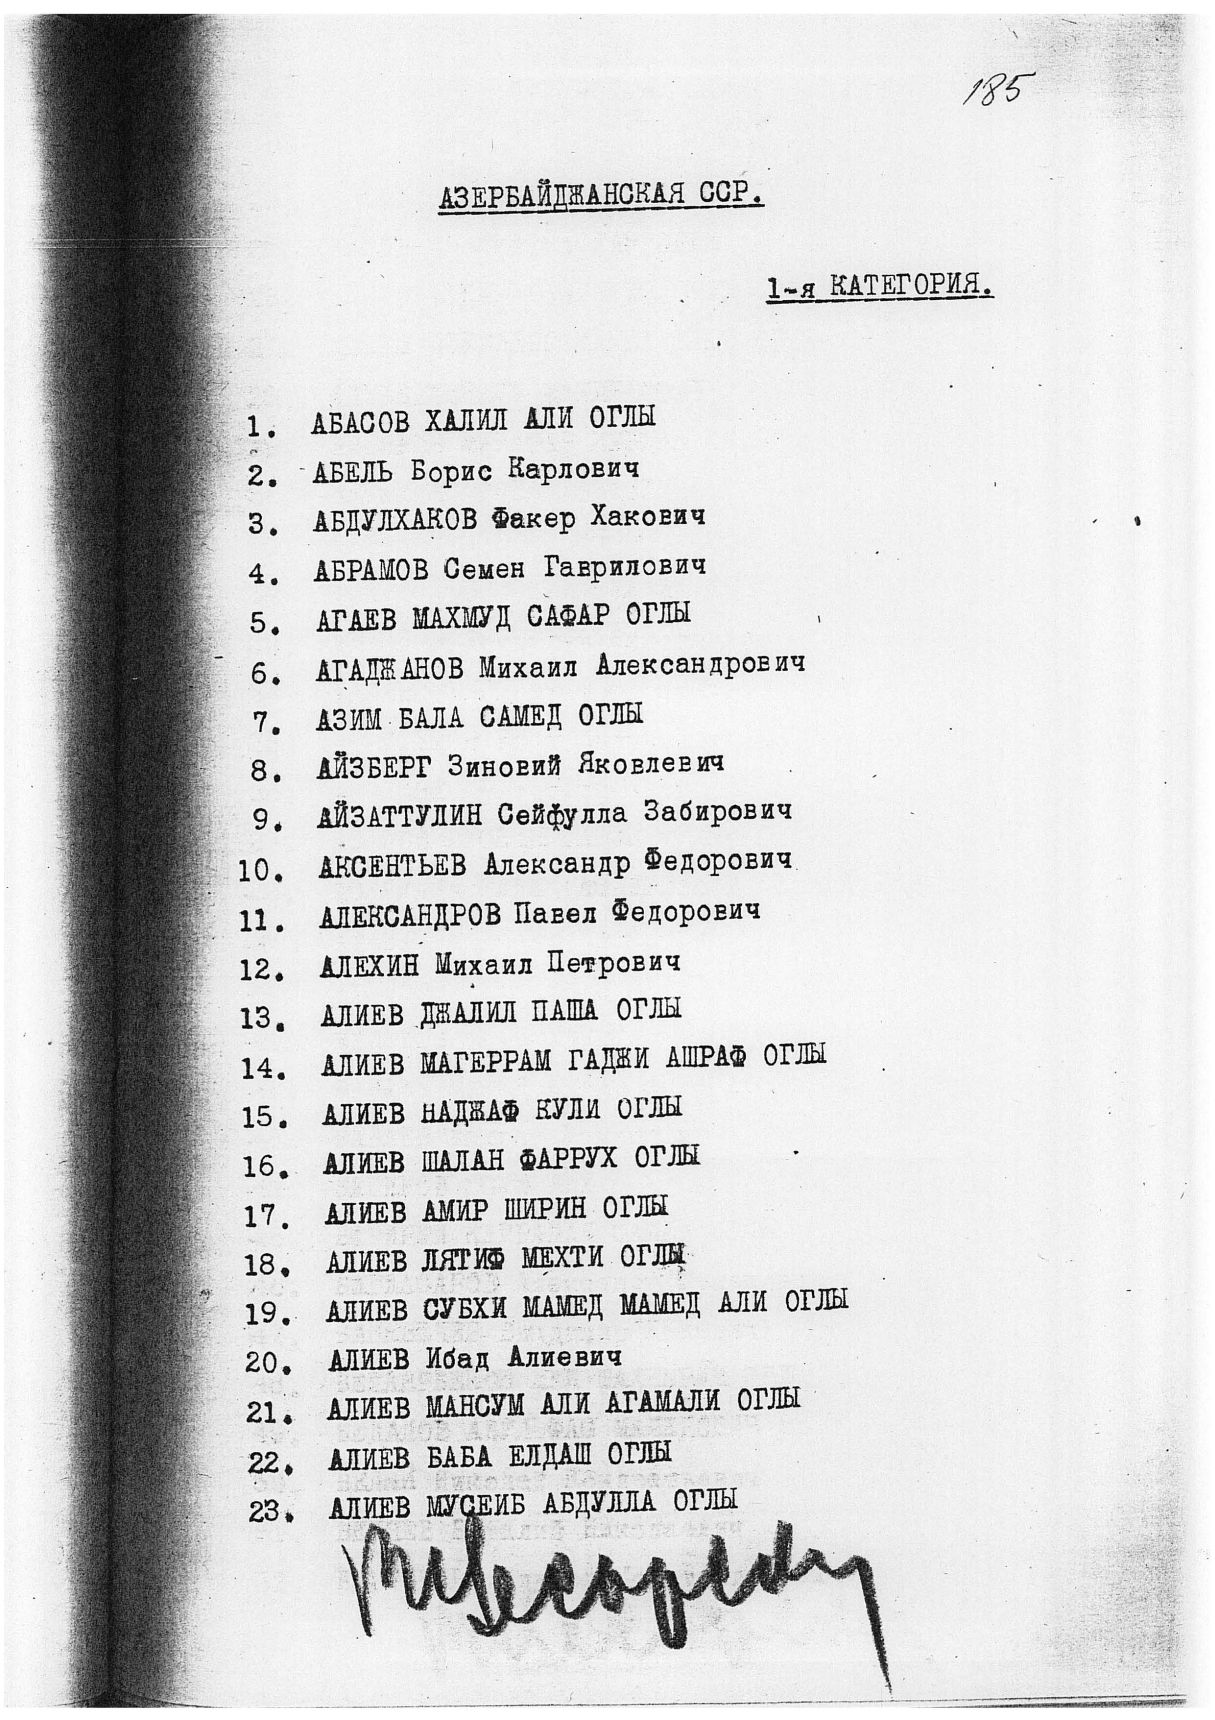 185
АЗЕРБАЙДЖАНСКАЯ ССР.
1-я КАТЕГОРИЯ.
1. АБАСОВ ХАЛИЛ АЛИ ОГЛЫ
2. АБЕЛЬ Борис Карлович
3. АБДУЛХАКОВ Факер Хакович
4. АБРАМОВ Семен Гаврилович
5. АГАЕВ МАХМУД САФАР ОГЛЫ
6. АГАДЖАНОВ Михаил Александрович
7. АЗИМ БАЛА САМЕД ОГЛЫ
8. АЙЗБЕРГ Зиновий Яковлевич
9. АЙЗАТТУЛИН Сейфулла Забирович
10. АКСЕНТЬЕВ Александр Федорович
11. АЛЕКСАНДРОВ Павел Федорович
12. АЛЕХИН Михаил Петрович
13. АЛИЕВ ДЖАЛИЛ ПАША ОГЛЫ
14. АЛИЕВ МАГЕРРАМ ГАДЖИ АШРАФ ОГЛЫ
15. АЛИЕВ НАДЖАФ КУЛИ ОГЛЫ
16. АЛИЕВ ШАЛАН ФАРРУХ ОГЛЫ
17. АЛИЕВ АМИР ШИРИН ОГЛЫ
18. АЛИЕВ ЛЯТИФ МЕХТИ ОГЛЫ
19. АЛИЕВ СУБХИ МАМЕД МАМЕД АЛИ ОГЛЫ
20. АЛИЕВ Ибад Алиевич
21. АЛИЕВ МАНСУМ АЛИ АГАМАЛИ ОГЛЫ
22. АЛИЕВ БАБА ЕЛДАШ ОГЛЫ
23. АЛИЕВ МУСЕИБ АБДУЛЛА ОГЛЫ